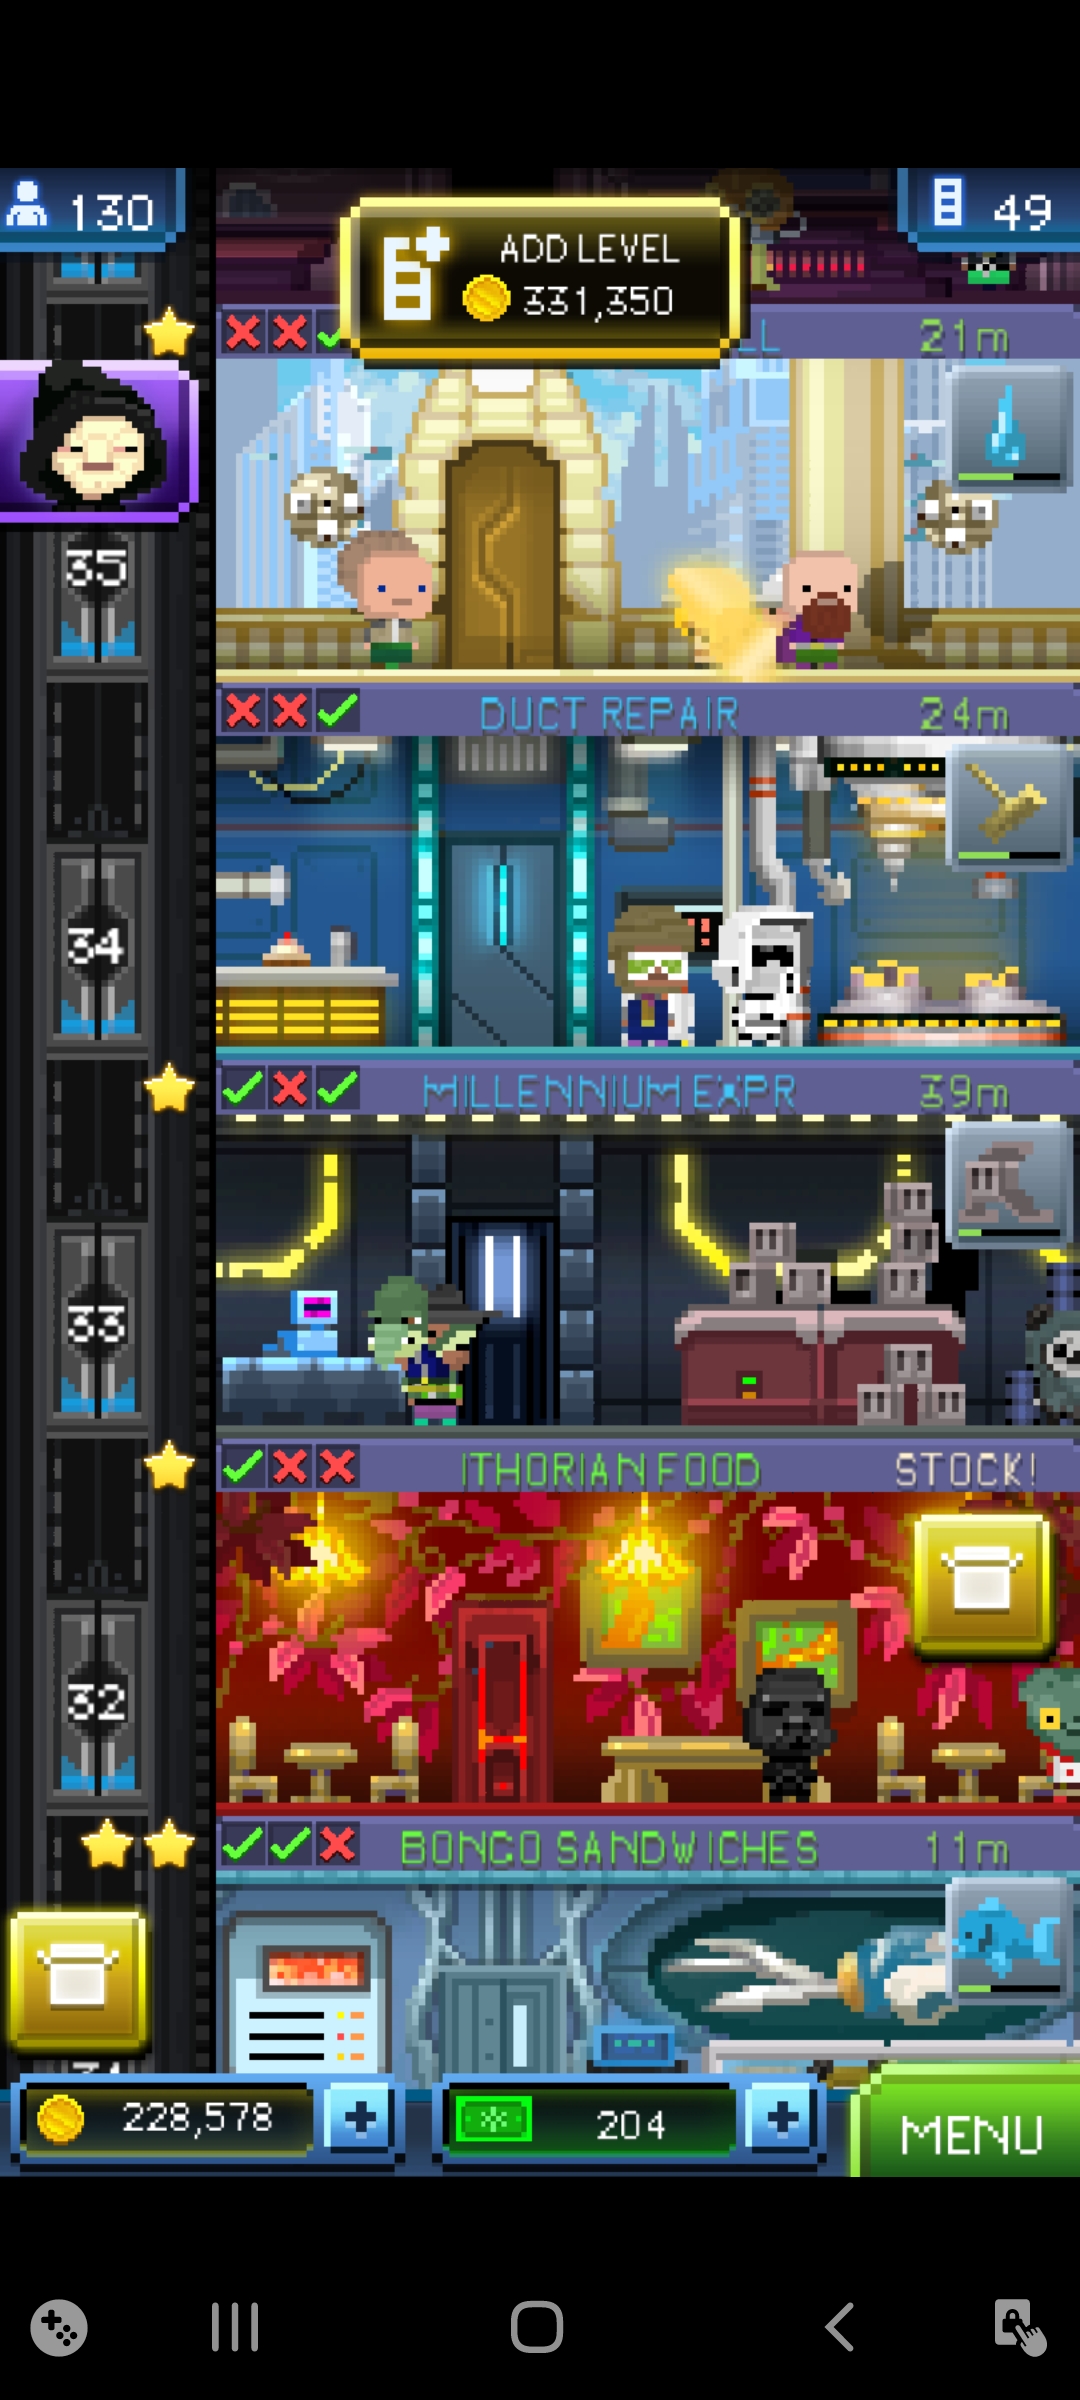 130
49
ADD LEVEL
331,350
LL 21m
35
DUCT REPAIR 24m
34
MILLENNIUM EXPR 39m
33
ITHORIAN FOOD STOCK!
32
BONGO SANDWICHES 11m
228,578
204
MENU